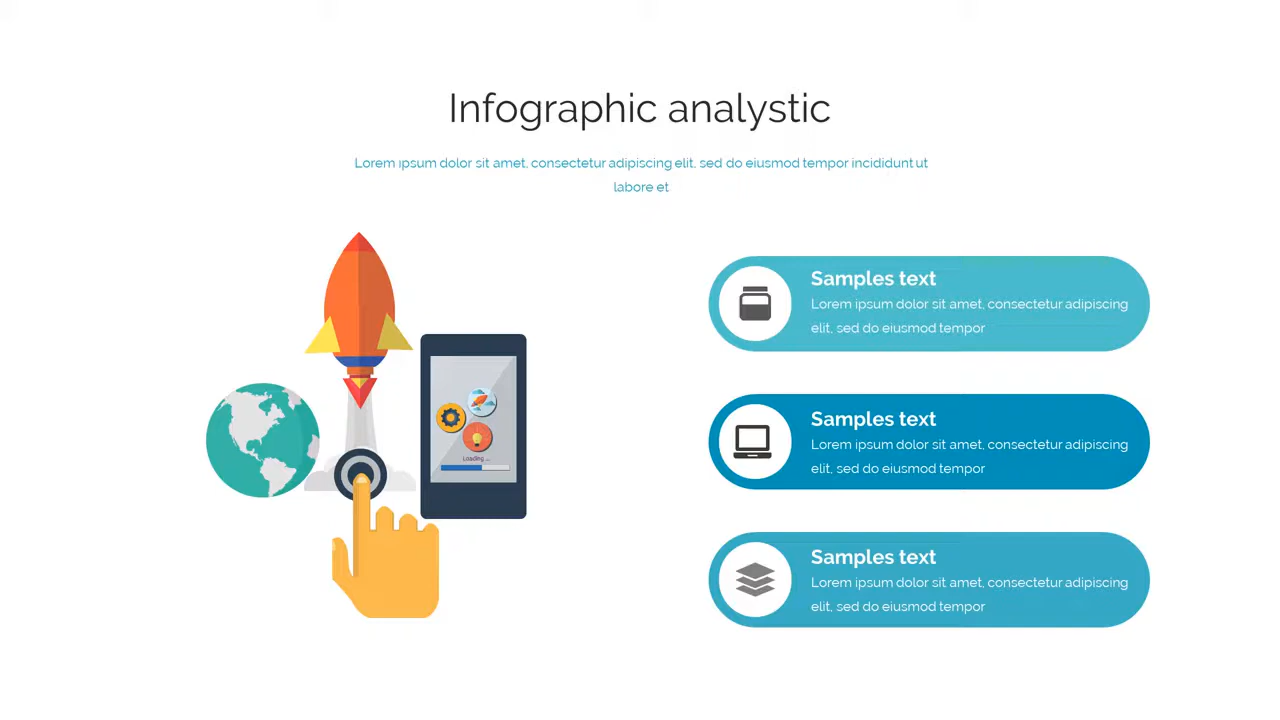 Infographic analystic
Lorem ipsum dolor sit amet, consectetur adipiscing elit, sed do eiusmod tempor incididunt ut
labore et
Samples text
Lorem ipsum dolor sit amet, consectetur adipiscing
elit, sed do eiusmod tempor
Loading ...
Samples text
Lorem ipsum dolor sit amet, consectetur adipiscing
elit, sed do eiusmod tempor
Samples text
Lorem ipsum dolor sit amet, consectetur adipiscing
elit, sed do eiusmod tempor